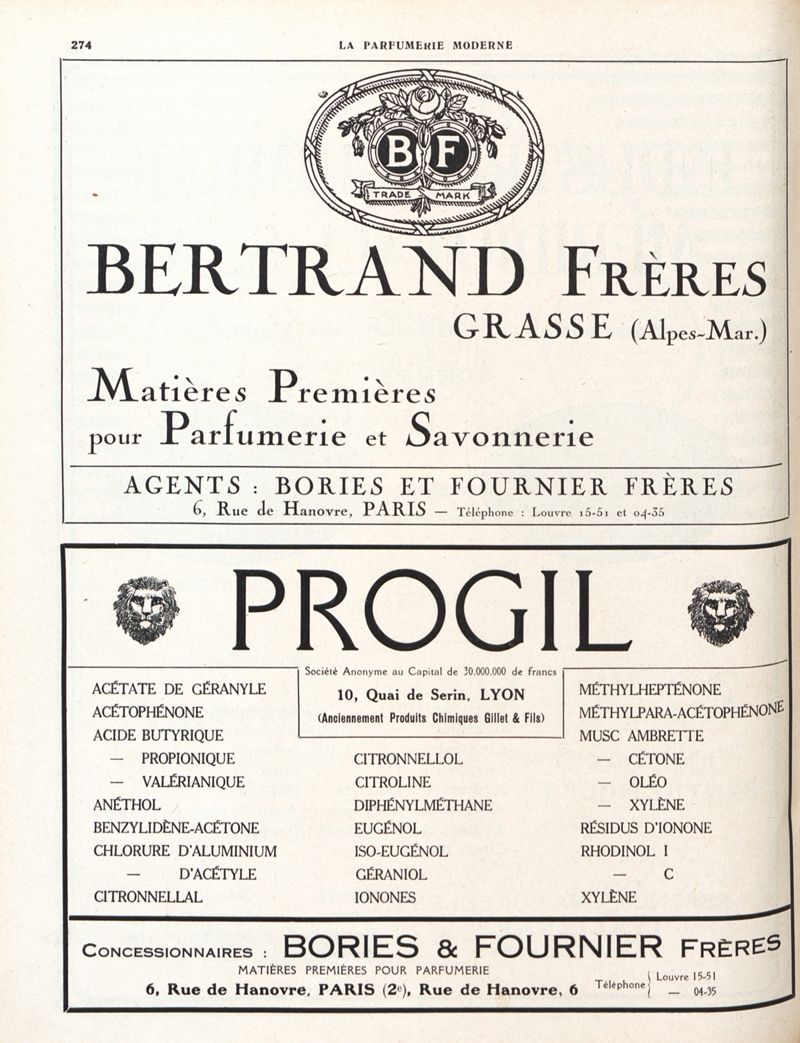 274
LA PARFUMERIE MODERNE
B F
TRADE MARK
BERTRAND FRÈRES
GRASSE (Alpes-Mar.)
Matières Premières
pour Parfumerie et Savonnerie
AGENTS : BORIES ET FOURNIER FRÈRES
6, Rue de Hanovre, PARIS — Téléphone : Louvre 15-51 et 04-35
PROGIL
Société Anonyme au Capital de 30.000.000 de francs
10, Quai de Serin, LYON
(Anciennement Produits Chimiques Gillet & Fils)
ACÉTATE DE GÉRANYLE
ACÉTOPHÉNONE
ACIDE BUTYRIQUE
— PROPIONIQUE
— VALÉRIANIQUE
ANÉTHOL
BENZYLIDÈNE-ACÉTONE
CHLORURE D'ALUMINIUM
— D'ACÉTYLE
CITRONNELLAL
CITRONNELLOL
CITROLINE
DIPHÉNYLMÉTHANE
EUGÉNOL
ISO-EUGÉNOL
GÉRANIOL
IONONES
MÉTHYLHEPTÉNONE
MÉTHYLPARA-ACÉTOPHÉNONE
MUSC AMBRETTE
— CÉTONE
— OLÉO
— XYLÈNE
RÉSIDUS D'IONONE
RHODINOL I
— C
XYLÈNE
CONCESSIONNAIRES : BORIES & FOURNIER FRÈRES
MATIÈRES PREMIÈRES POUR PARFUMERIE
6, Rue de Hanovre, PARIS (2e), Rue de Hanovre, 6
Téléphone { Louvre 15-51
— 04-35